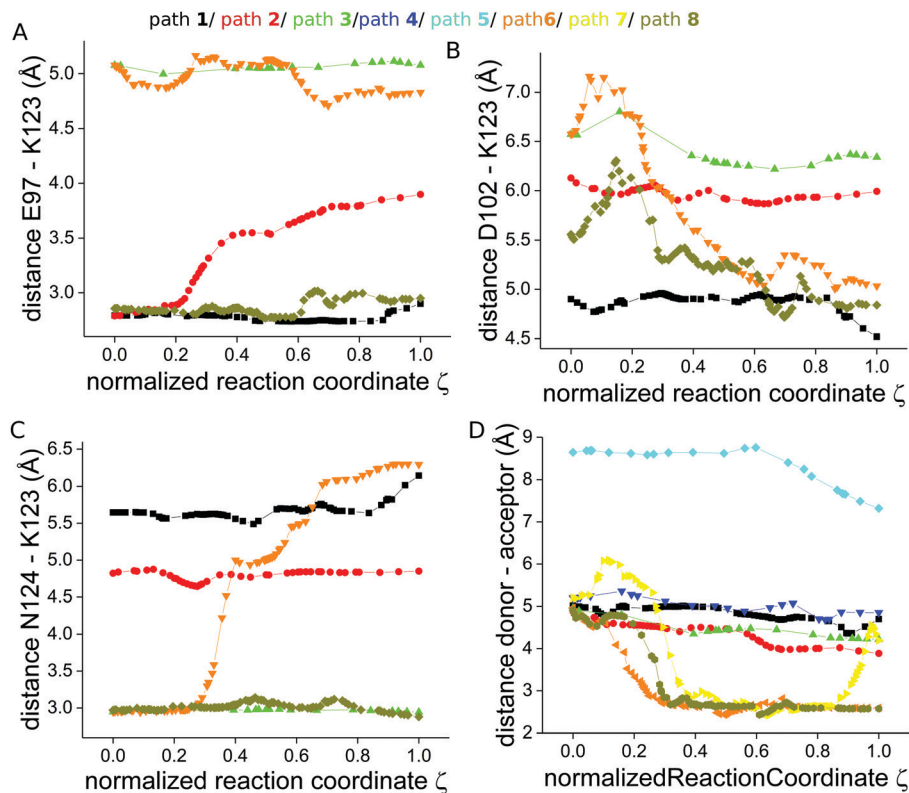 path 1/ path 2/ path 3/path 4/ path 5/ path6/ path 7/ path 8
A
distance E97 - K123 (Å)
5.0
4.5
4.0
3.5
3.0
0.0 0.2 0.4 0.6 0.8 1.0
normalized reaction coordinate ζ
B
distance D102 - K123 (Å)
7.0
6.5
6.0
5.5
5.0
4.5
0.0 0.2 0.4 0.6 0.8 1.0
normalized reaction coordinate ζ
C
distance N124 - K123 (Å)
6.5
6.0
5.5
5.0
4.5
4.0
3.5
3.0
0.0 0.2 0.4 0.6 0.8 1.0
normalized reaction coordinate ζ
D
distance donor - acceptor (Å)
9
8
6
5
4
2
0.0 0.2 0.4 0.6 0.8 1.0
normalizedReactionCoordinate ζ